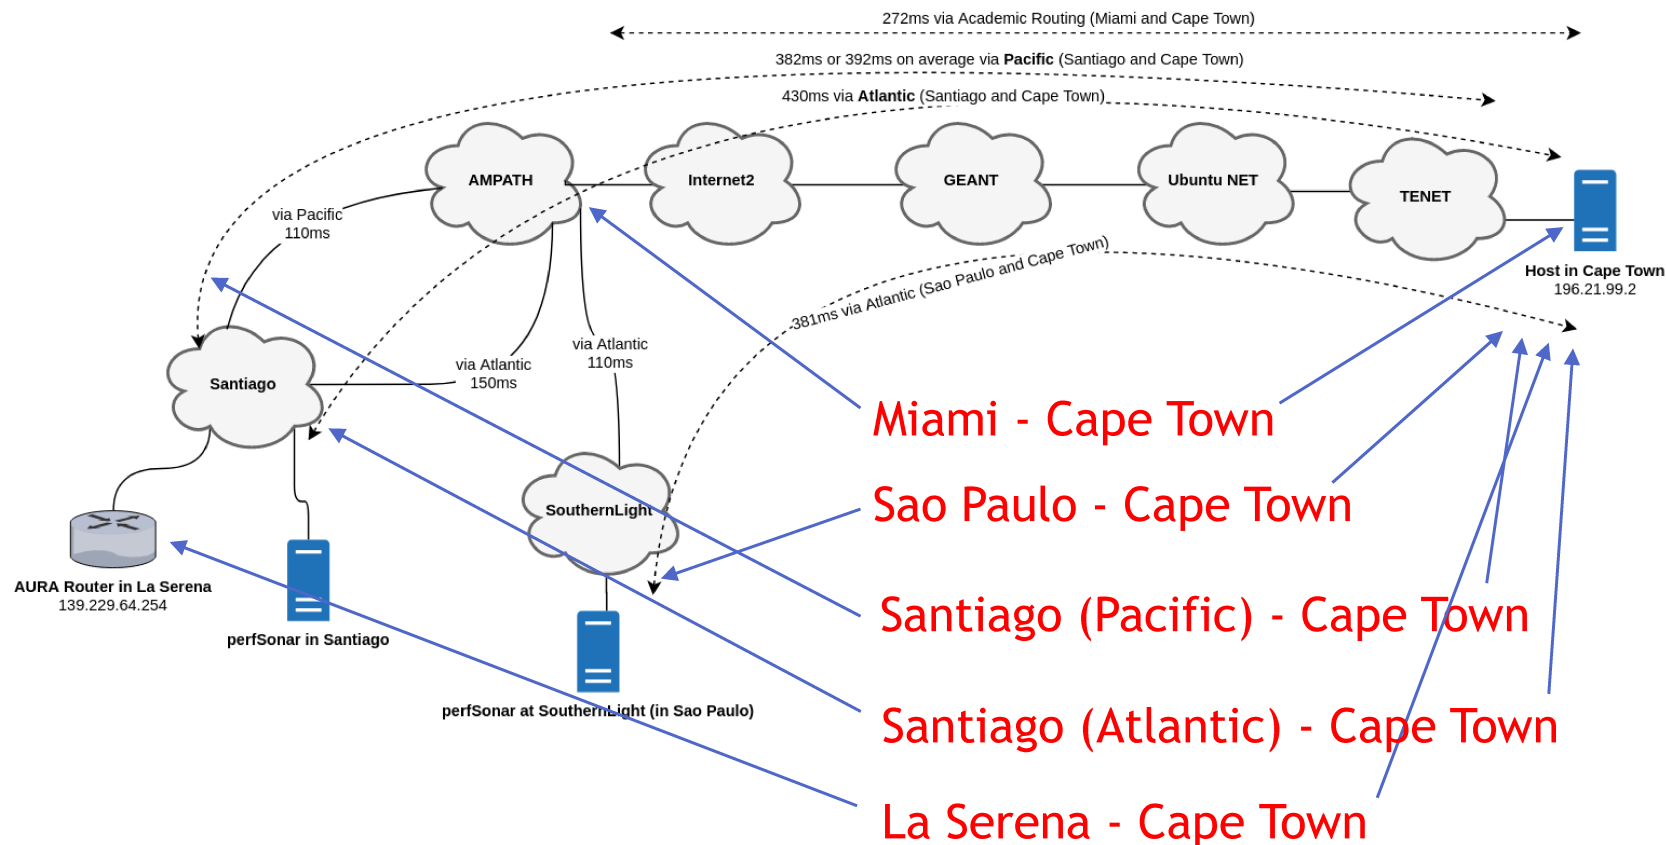 272ms via Academic Routing (Miami and Cape Town)
382ms or 392ms on average via Pacific (Santiago and Cape Town)
430ms via Atlantic (Santiago and Cape Town)
AMPATH
Internet2
GEANT
Ubuntu NET
TENET
via Pacific
110ms
381ms via Atlantic (Sao Paulo and Cape Town)
Host in Cape Town
196.21.99.2
via Atlantic
110ms
via Atlantic
150ms
Santiago
Miami - Cape Town
Sao Paulo - Cape Town
SouthernLight
AURA Router in La Serena
139.229.64.254
perfSonar in Santiago
Santiago (Pacific) - Cape Town
perfSonar at SouthernLight (in Sao Paulo)
Santiago (Atlantic) - Cape Town
La Serena - Cape Town